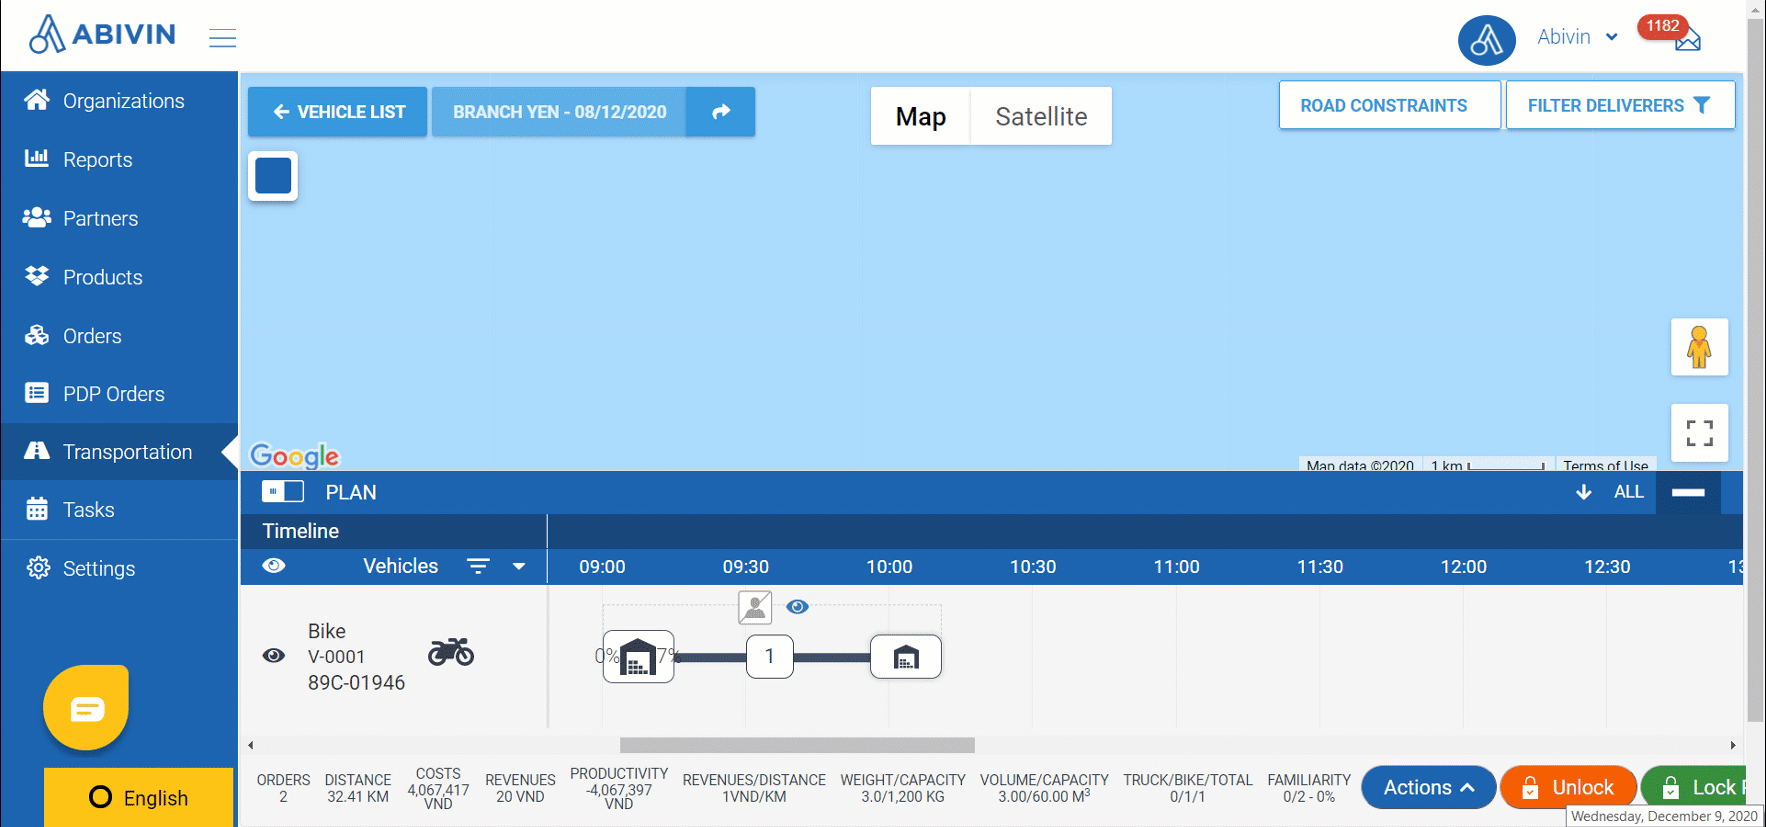 ABIVIN
Abivin
1182
Organizations
Reports
Partners
Products
Orders
PDP Orders
Transportation
Tasks
Settings
English
VEHICLE LIST
BRANCH YEN - 08/12/2020
Map
Satellite
ROAD CONSTRAINTS
FILTER DELIVERERS
Google
Map data ©2020
1 km
Terms of Use
PLAN
ALL
Timeline
Vehicles
09:00
09:30
10:00
10:30
11:00
11:30
12:00
12:30
Bike
V-0001
89C-01946
0%
7%
1
ORDERS
2
DISTANCE
32.41 KM
COSTS
4,067,417
VND
REVENUES
20 VND
PRODUCTIVITY
-4,067,397
VND
REVENUES/DISTANCE
1VND/KM
WEIGHT/CAPACITY
3.0/1,200 KG
VOLUME/CAPACITY
3.00/60.00 M³
TRUCK/BIKE/TOTAL
0/1/1
FAMILIARITY
0/2 - 0%
Actions
Unlock
Lock
Wednesday, December 9, 2020